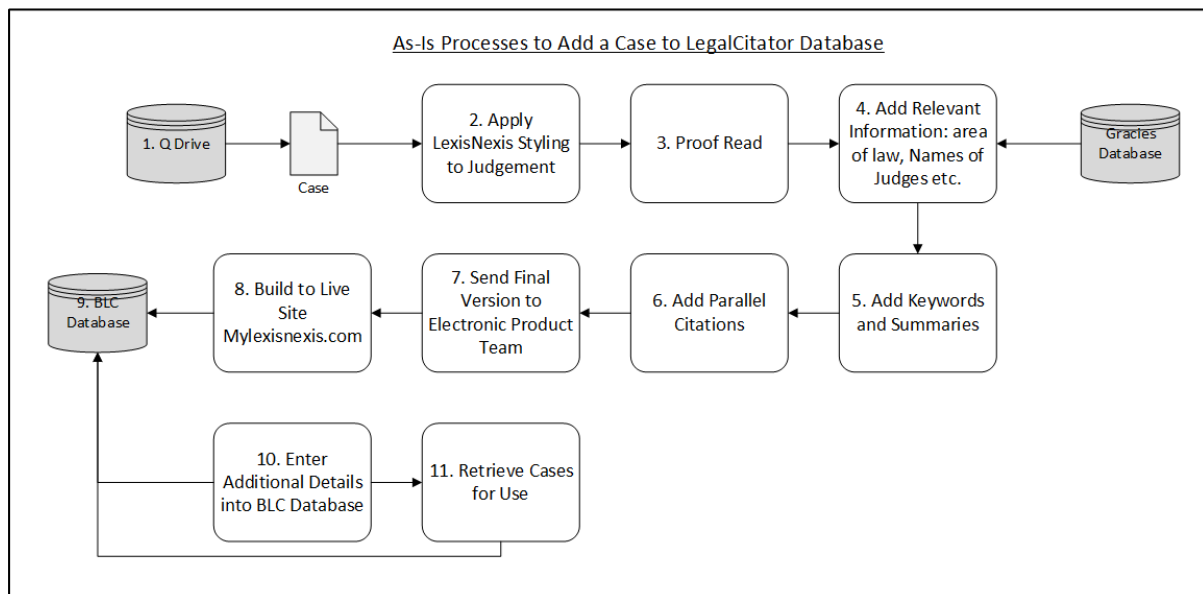 As-Is Processes to Add a Case to LegalCitator Database
1. Q Drive
Case
2. Apply
LexisNexis Styling
to Judgement
3. Proof Read
4. Add Relevant
Information: area
of law, Names of
Judges etc.
Gracles
Database
9. BLC
Database
8. Build to Live
Site
Mylexisnexis.com
7. Send Final
Version to
Electronic Product
Team
6. Add Parallel
Citations
5. Add Keywords
and Summaries
10. Enter
Additional Details
into BLC Database
11. Retrieve Cases
for Use